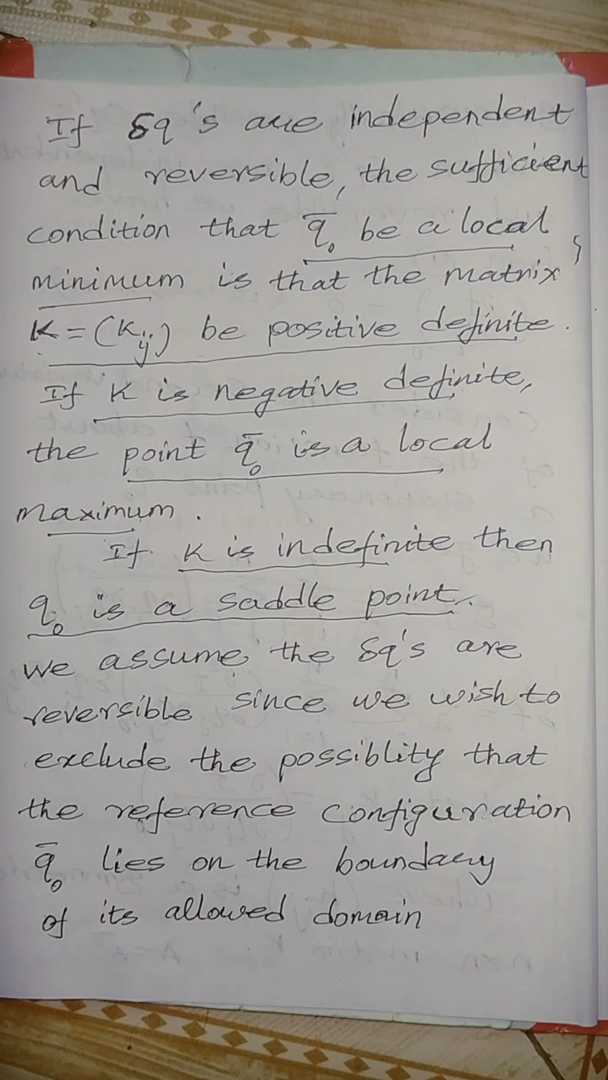 If δq's are independent
and reversible, the sufficient
condition that q̄₀ be a local
minimum is that the matrix
K = (Kᵢⱼ) be positive definite.
If K is negative definite,
the point q̄₀ is a local
maximum.
If K is indefinite then
q₀ is a saddle point.
we assume the δq's are
reversible since we wish to
exclude the possiblity that
the reference configuration
q̄₀ lies on the boundary
of its allowed domain